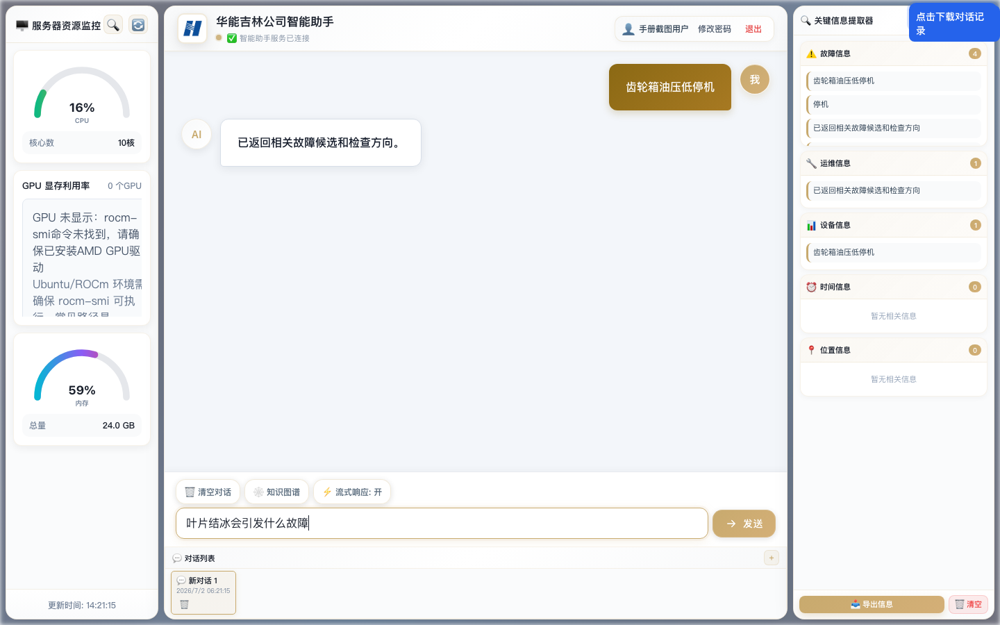 服务器资源监控
16%
CPU
核心数 10核
GPU 显存利用率 0 个GPU
GPU 未显示：rocm-
smi命令未找到，请确
保已安装AMD GPU驱
动
Ubuntu/ROCm 环境需
确保 rocm-smi 可执
59%
内存
总量 24.0 GB
更新时间: 14:21:15
华能吉林公司智能助手
智能助手服务已连接
手册截图用户 修改密码 退出
齿轮箱油压低停机
我
AI
已返回相关故障候选和检查方向。
清空对话 知识图谱 流式响应: 开
叶片结冰会引发什么故障
发送
对话列表
+
新对话 1
2026/7/2 06:21:15
关键信息提取器
点击下载对话记
录
故障信息 4
齿轮箱油压低停机
停机
已返回相关故障候选和检查方向
运维信息 1
已返回相关故障候选和检查方向
设备信息 1
齿轮箱油压低停机
时间信息 0
暂无相关信息
位置信息 0
暂无相关信息
导出信息 清空